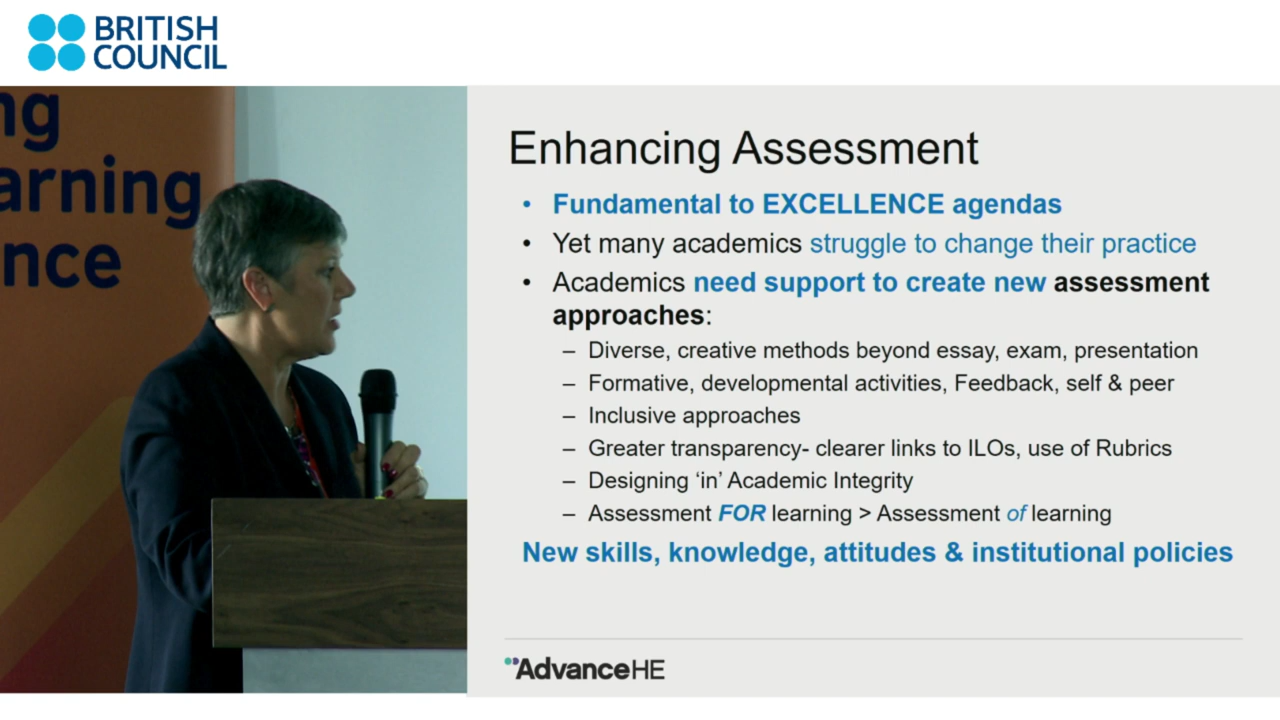 BRITISH
COUNCIL
ng
arning
nce
Enhancing Assessment
• Fundamental to EXCELLENCE agendas
• Yet many academics struggle to change their practice
• Academics need support to create new assessment
approaches:
– Diverse, creative methods beyond essay, exam, presentation
– Formative, developmental activities, Feedback, self & peer
– Inclusive approaches
– Greater transparency- clearer links to ILOs, use of Rubrics
– Designing ‘in’ Academic Integrity
– Assessment FOR learning > Assessment of learning
New skills, knowledge, attitudes & institutional policies
AdvanceHE